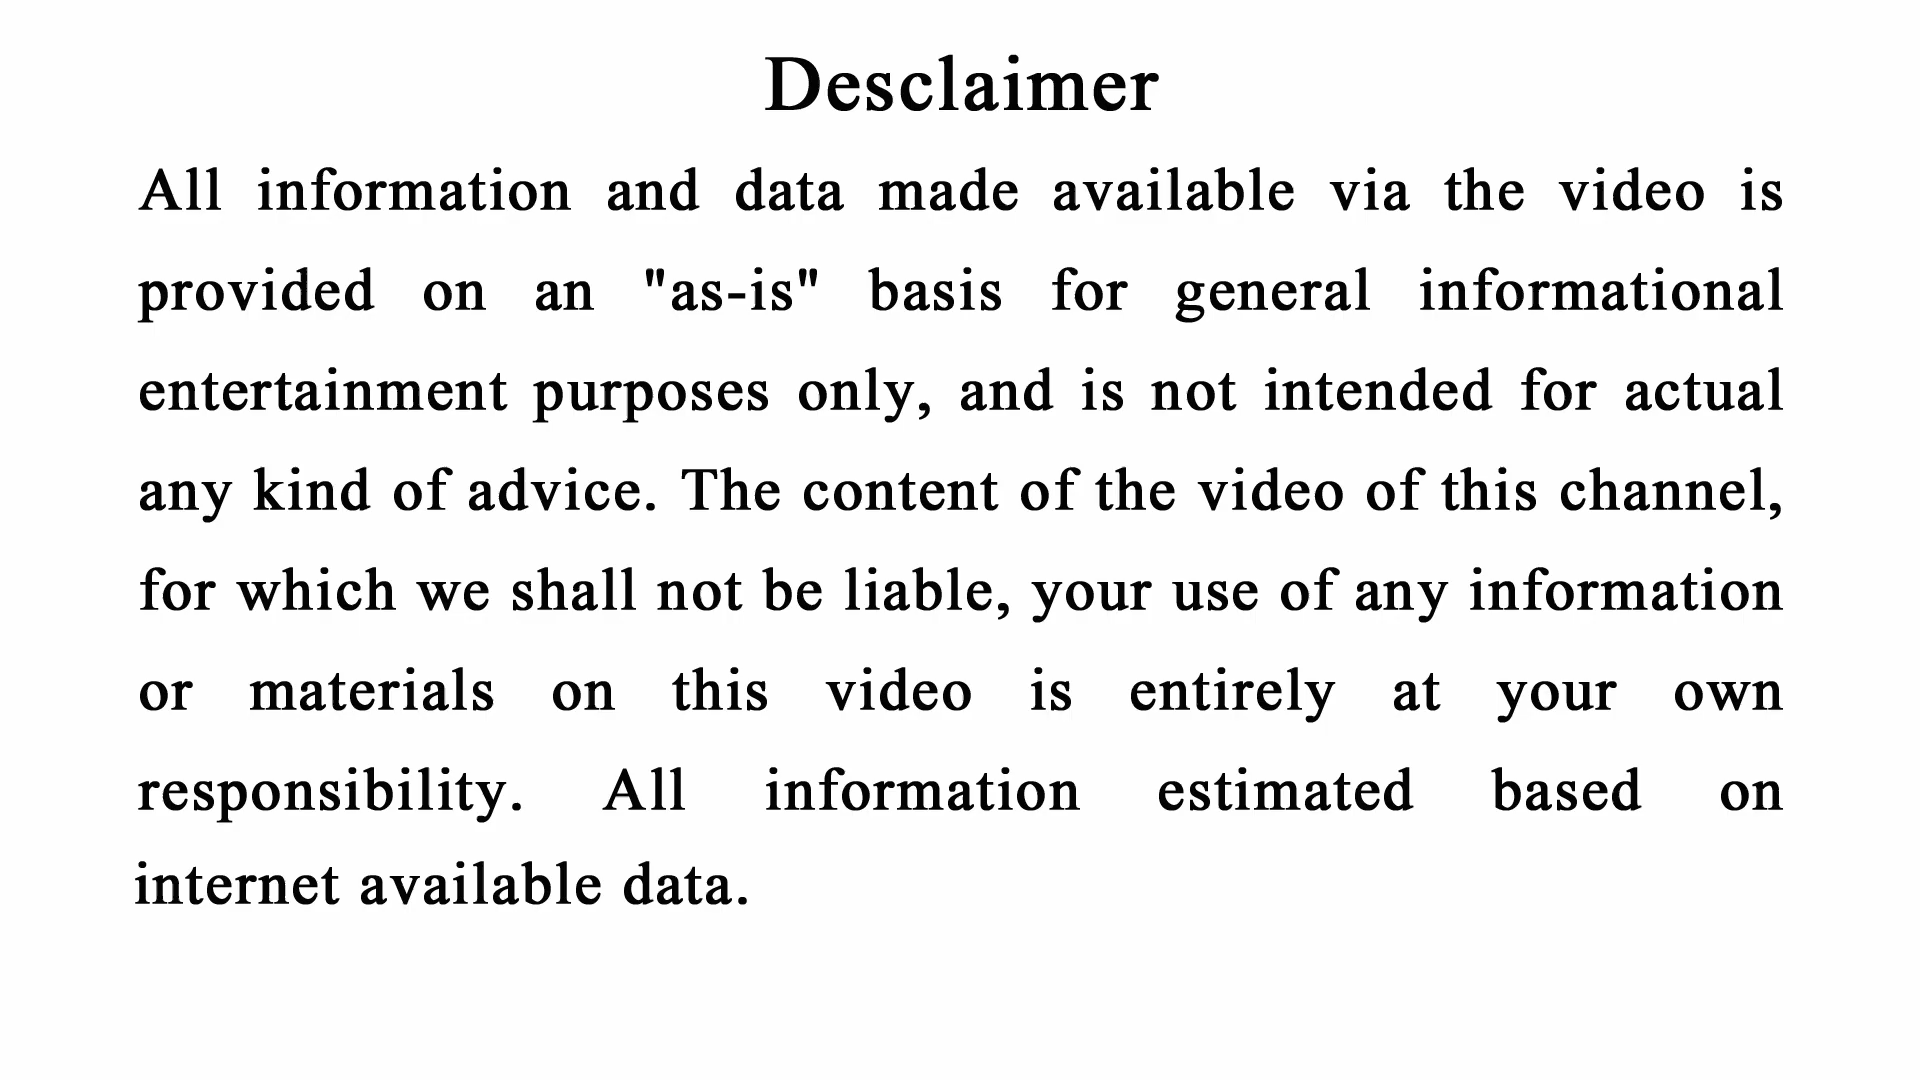 Desclaimer
All information and data made available via the video is
provided on an "as-is" basis for general informational
entertainment purposes only, and is not intended for actual
any kind of advice. The content of the video of this channel,
for which we shall not be liable, your use of any information
or materials on this video is entirely at your own
responsibility. All information estimated based on
internet available data.